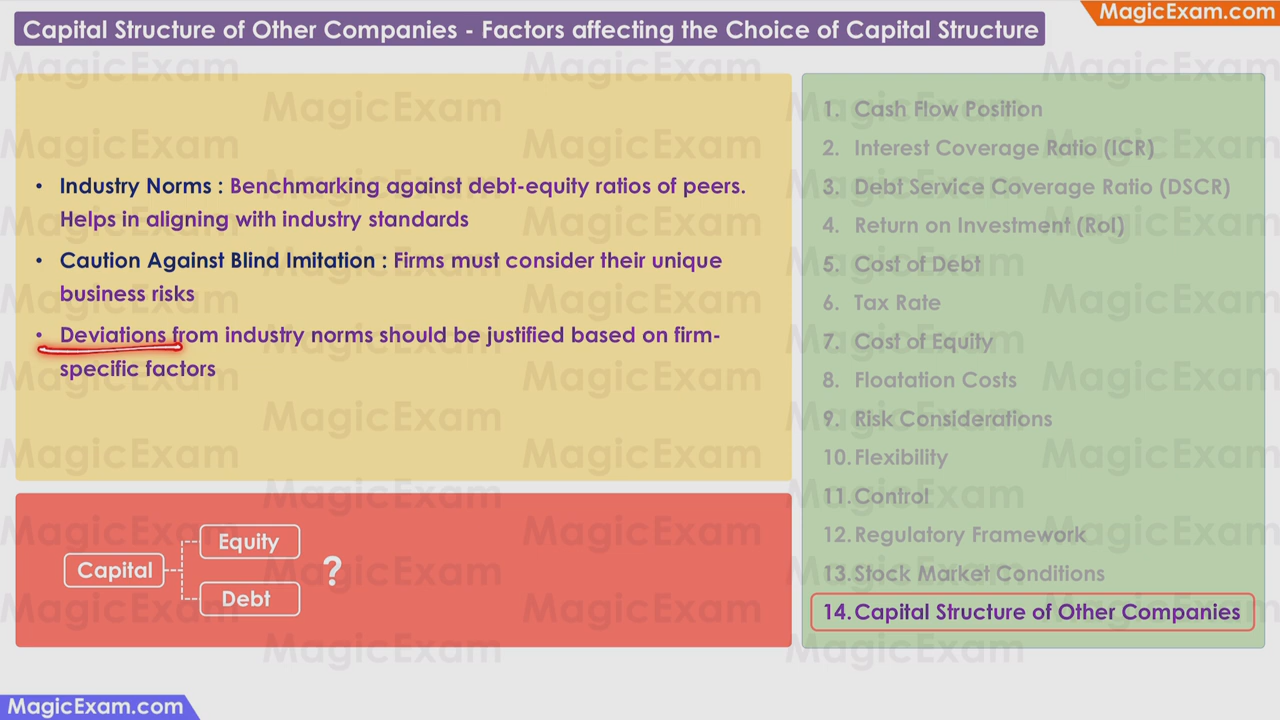 Capital Structure of Other Companies - Factors affecting the Choice of Capital Structure
MagicExam.com
• Industry Norms : Benchmarking against debt-equity ratios of peers.
Helps in aligning with industry standards
• Caution Against Blind Imitation : Firms must consider their unique
business risks
• Deviations from industry norms should be justified based on firm-
specific factors
Capital
Equity
Debt
?
1. Cash Flow Position
2. Interest Coverage Ratio (ICR)
3. Debt Service Coverage Ratio (DSCR)
4. Return on Investment (RoI)
5. Cost of Debt
6. Tax Rate
7. Cost of Equity
8. Floatation Costs
9. Risk Considerations
10. Flexibility
11. Control
12. Regulatory Framework
13. Stock Market Conditions
14. Capital Structure of Other Companies
MagicExam.com